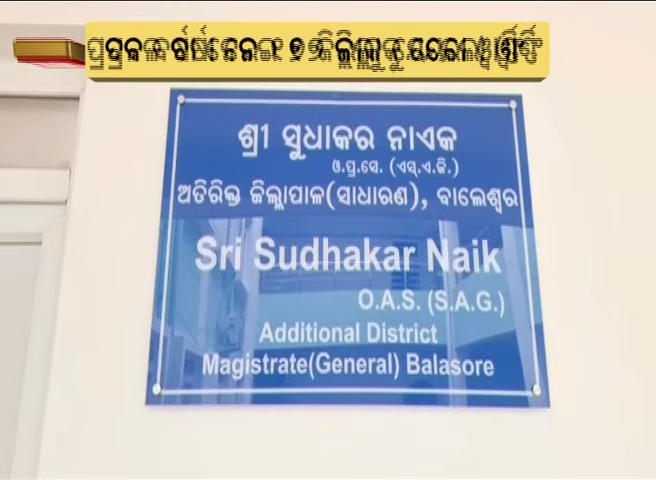 ଶ୍ରୀ ସୁଧାକର ନାଏକ
ଓ.ପ୍ର.ସେ. (ଏସ୍.ଏ.ଜି.)
ଅତିରିକ୍ତ ଜିଲ୍ଲାପାଳ(ସାଧାରଣ), ବାଲେଶ୍ୱର
Sri Sudhakar Naik
O.A.S. (S.A.G.)
Additional District
Magistrate(General) Balasore